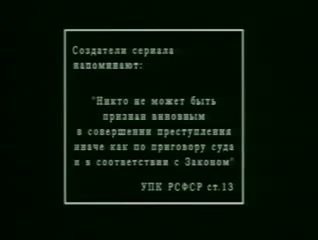 Создатели сериала
напоминают:
"Никто не может быть
признан виновным
в совершении преступления
иначе как по приговору суда
и в соответствии с Законом"
УПК РСФСР ст.13